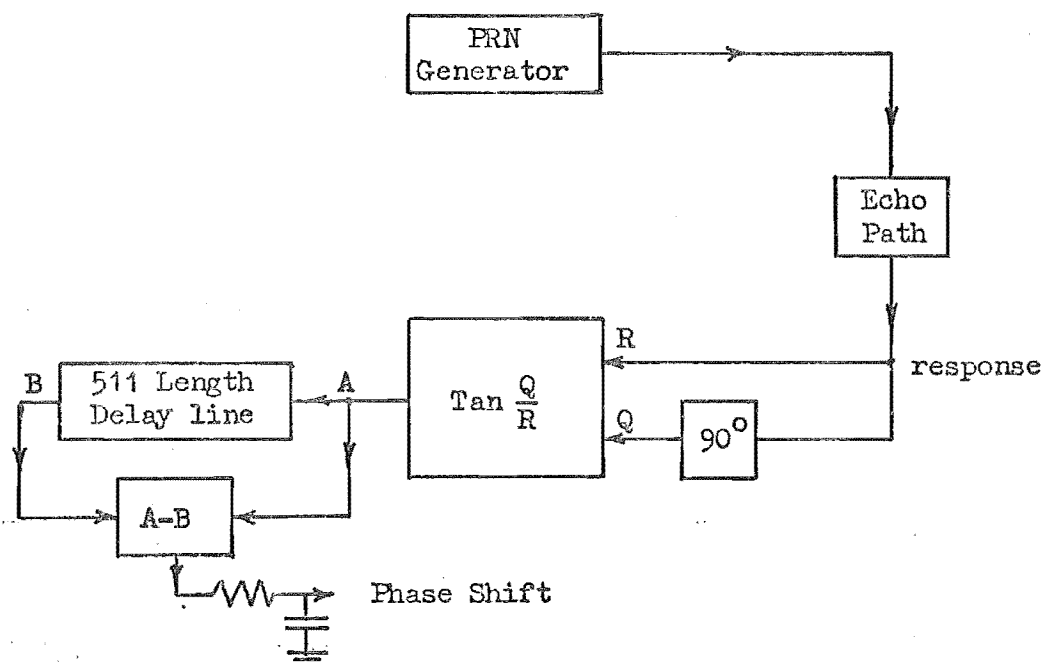 PRN
Generator
Echo
Path
R
response
B
511 Length
Delay line
A
Tan Q/R
Q
90°
A-B
Phase Shift